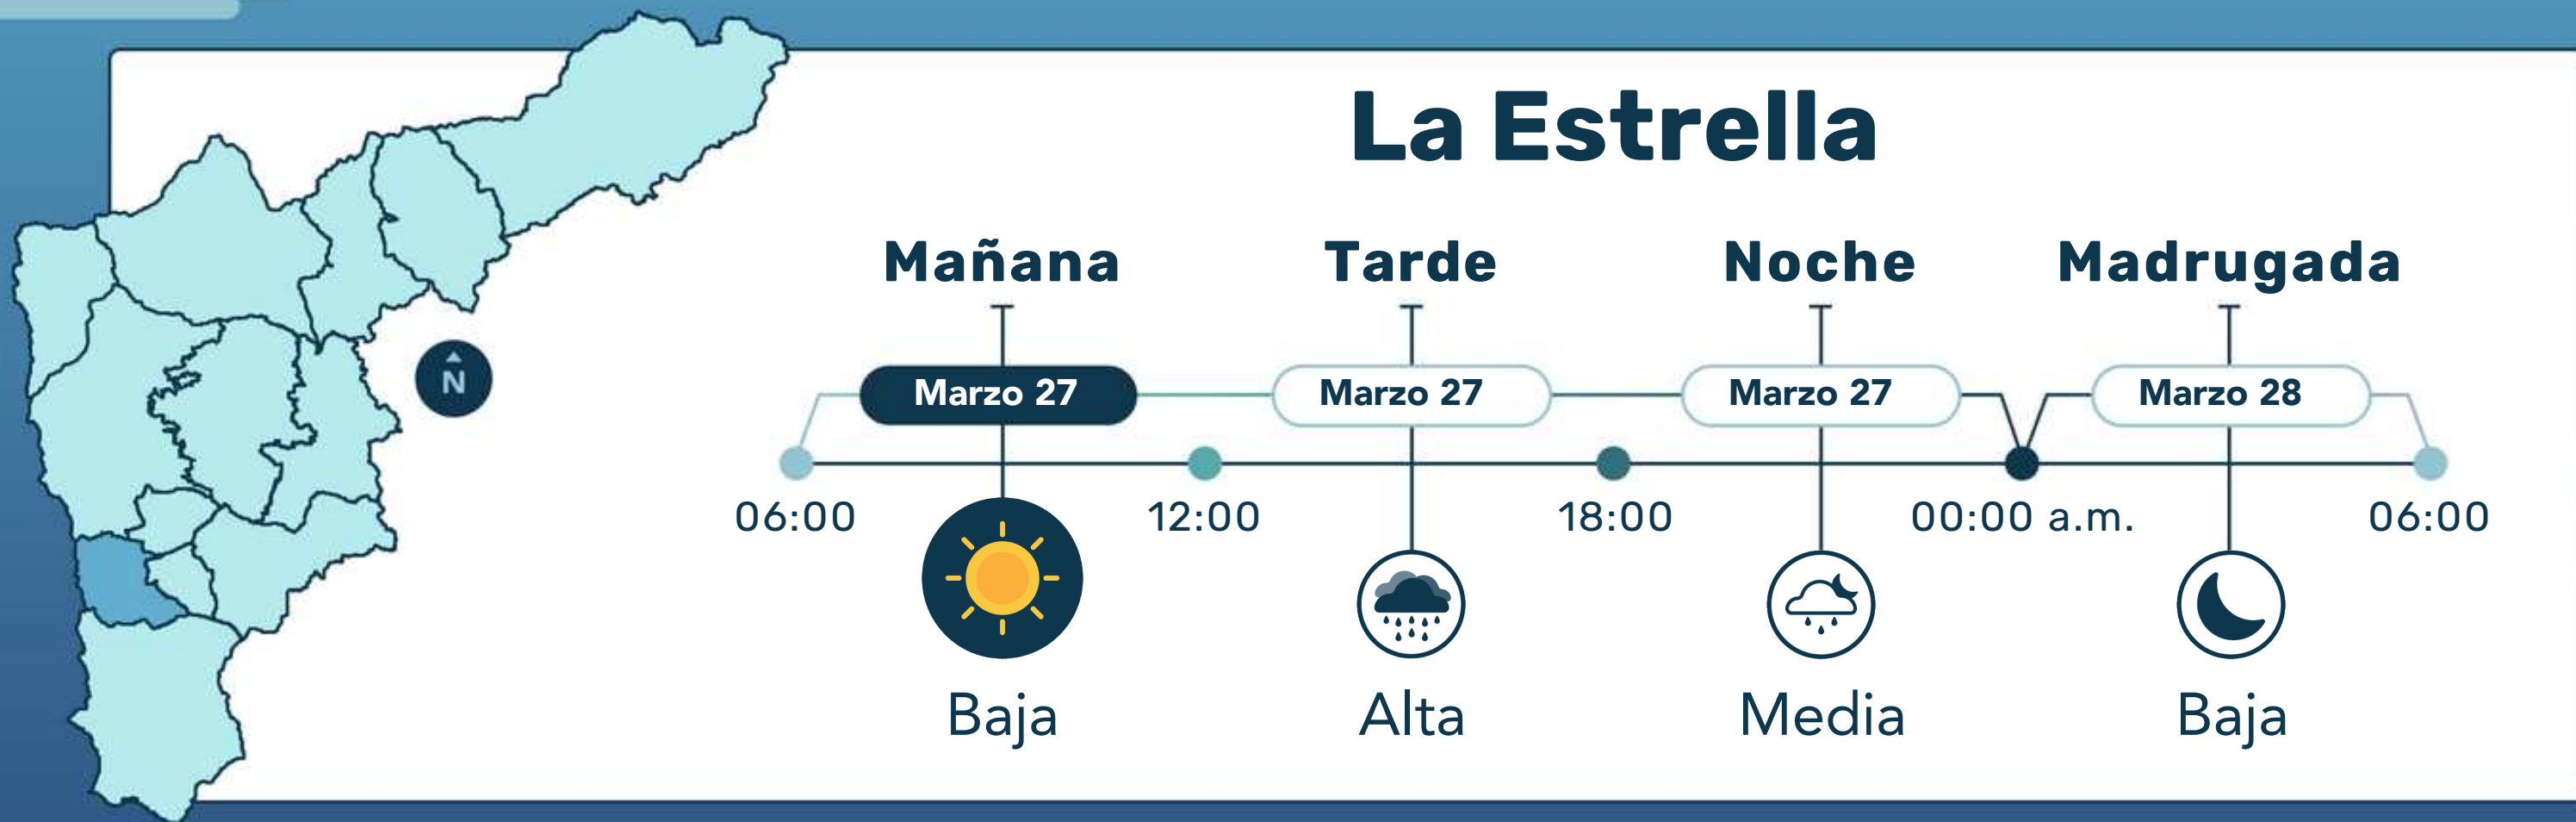 La Estrella
Mañana Tarde Noche Madrugada
Marzo 27 Marzo 27 Marzo 27 Marzo 28
N
06:00 12:00 18:00 00:00 a.m. 06:00
Baja Alta Media Baja